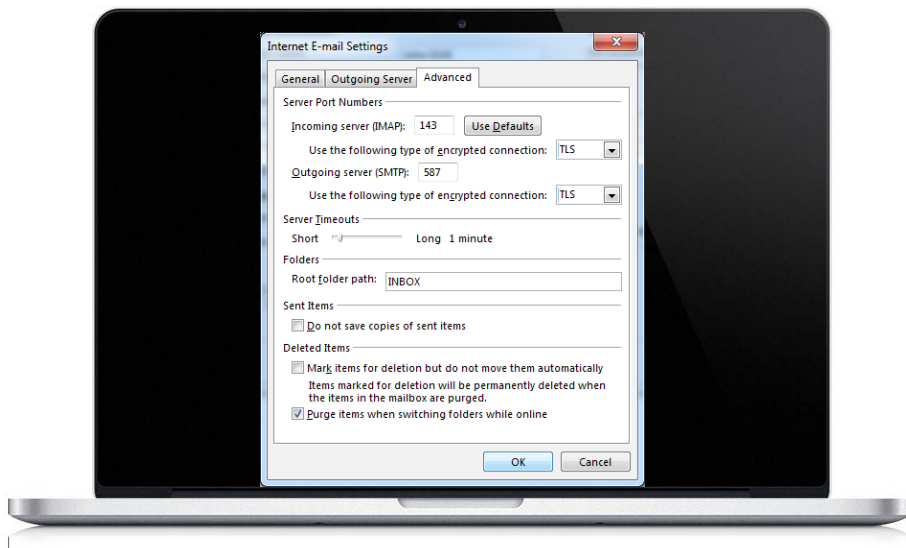 Internet E-mail Settings
General Outgoing Server Advanced
Server Port Numbers
Incoming server (IMAP): 143 Use Defaults
Use the following type of encrypted connection: TLS
Outgoing server (SMTP): 587
Use the following type of encrypted connection: TLS
Server Timeouts
Short Long 1 minute
Folders
Root folder path: INBOX
Sent Items
Do not save copies of sent items
Deleted Items
Mark items for deletion but do not move them automatically
Items marked for deletion will be permanently deleted when
the items in the mailbox are purged.
Purge items when switching folders while online
OK Cancel